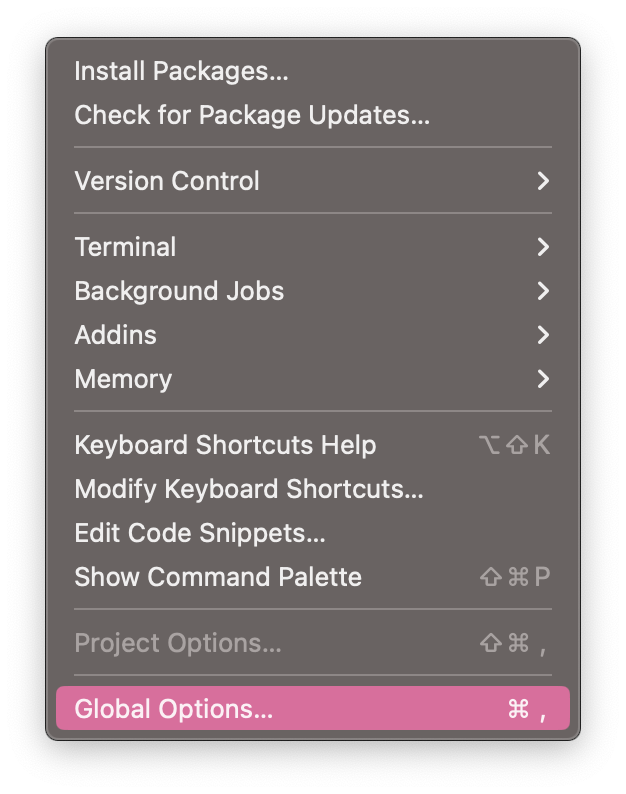 Install Packages...
Check for Package Updates...
Version Control
Terminal
Background Jobs
Addins
Memory
Keyboard Shortcuts Help ⌥⇧K
Modify Keyboard Shortcuts...
Edit Code Snippets...
Show Command Palette ⇧⌘P
Project Options... ⇧⌘,
Global Options... ⌘,